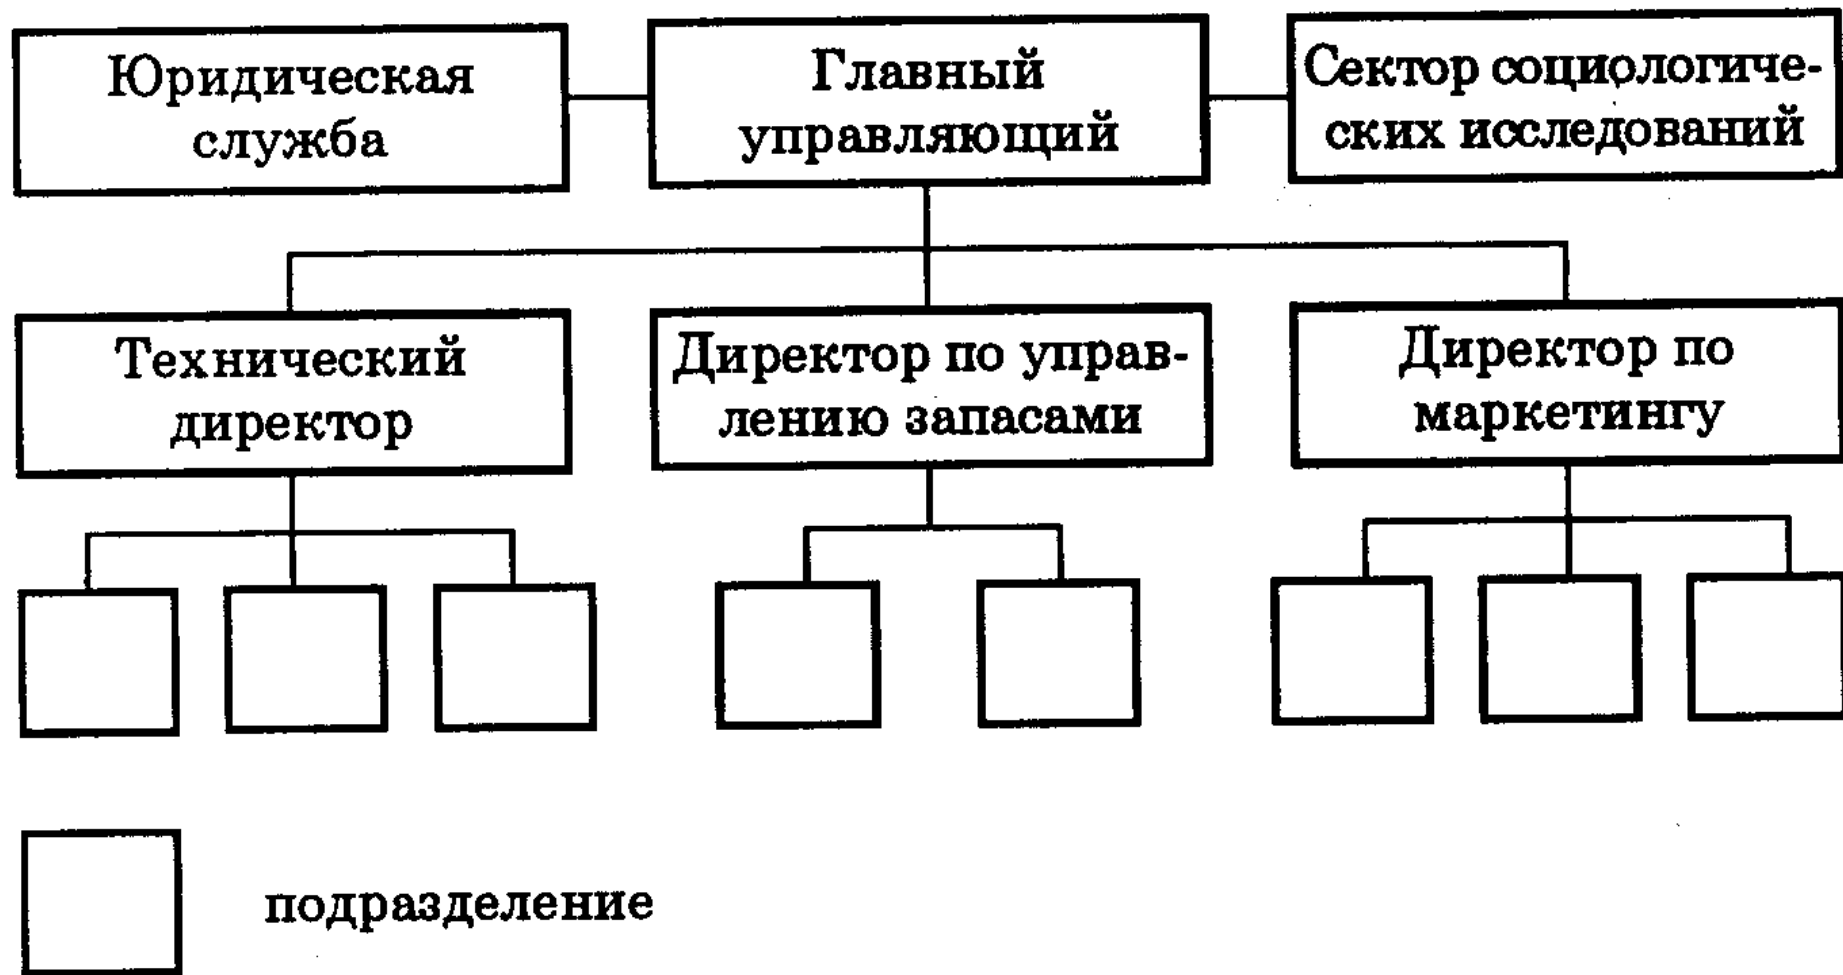 Юридическая
служба
Главный
управляющий
Сектор социологиче-
ских исследований
Технический
директор
Директор по управ-
лению запасами
Директор по
маркетингу
подразделение